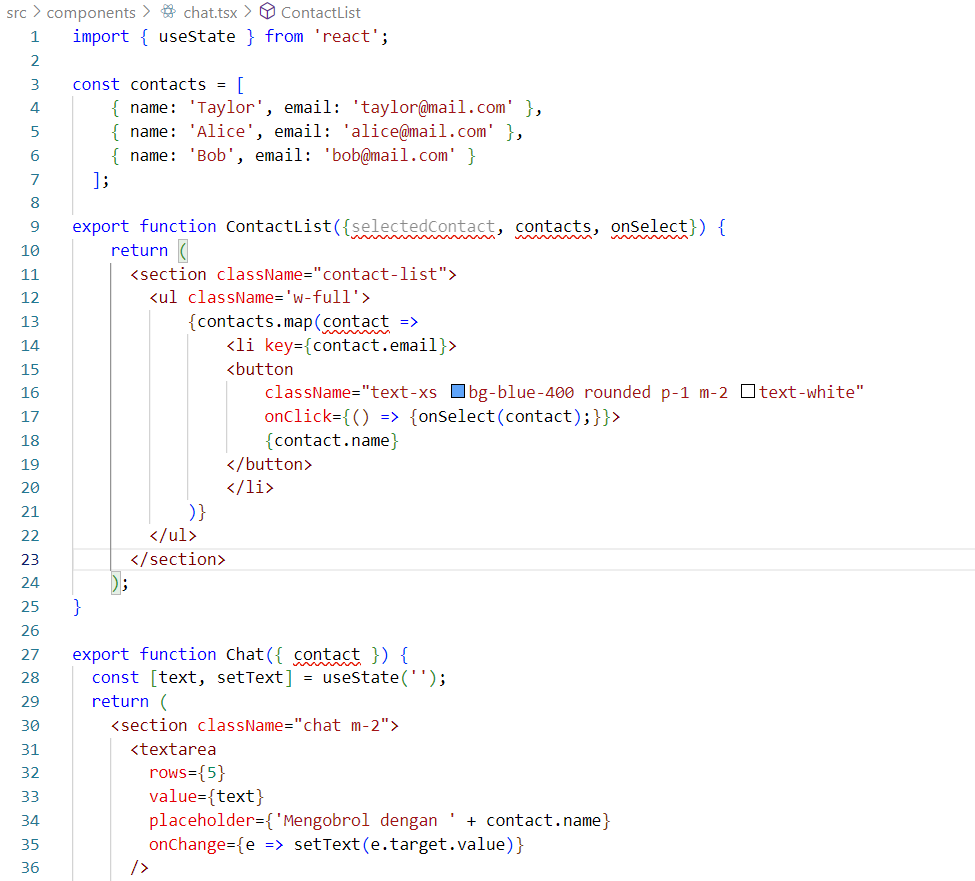 src > components > chat.tsx > ContactList
1 import { useState } from 'react';
2
3 const contacts = [
4     { name: 'Taylor', email: 'taylor@mail.com' },
5     { name: 'Alice', email: 'alice@mail.com' },
6     { name: 'Bob', email: 'bob@mail.com' }
7   ];
8
9 export function ContactList({selectedContact, contacts, onSelect}) {
10     return (
11       <section className="contact-list">
12         <ul className='w-full'>
13             {contacts.map(contact =>
14                 <li key={contact.email}>
15                 <button
16                     className="text-xs bg-blue-400 rounded p-1 m-2 text-white"
17                     onClick={() => {onSelect(contact);}}>
18                     {contact.name}
19                 </button>
20                 </li>
21             )}
22         </ul>
23       </section>
24     );
25 }
26
27 export function Chat({ contact }) {
28   const [text, setText] = useState('');
29   return (
30     <section className="chat m-2">
31       <textarea
32         rows={5}
33         value={text}
34         placeholder={'Mengobrol dengan ' + contact.name}
35         onChange={e => setText(e.target.value)}
36       />